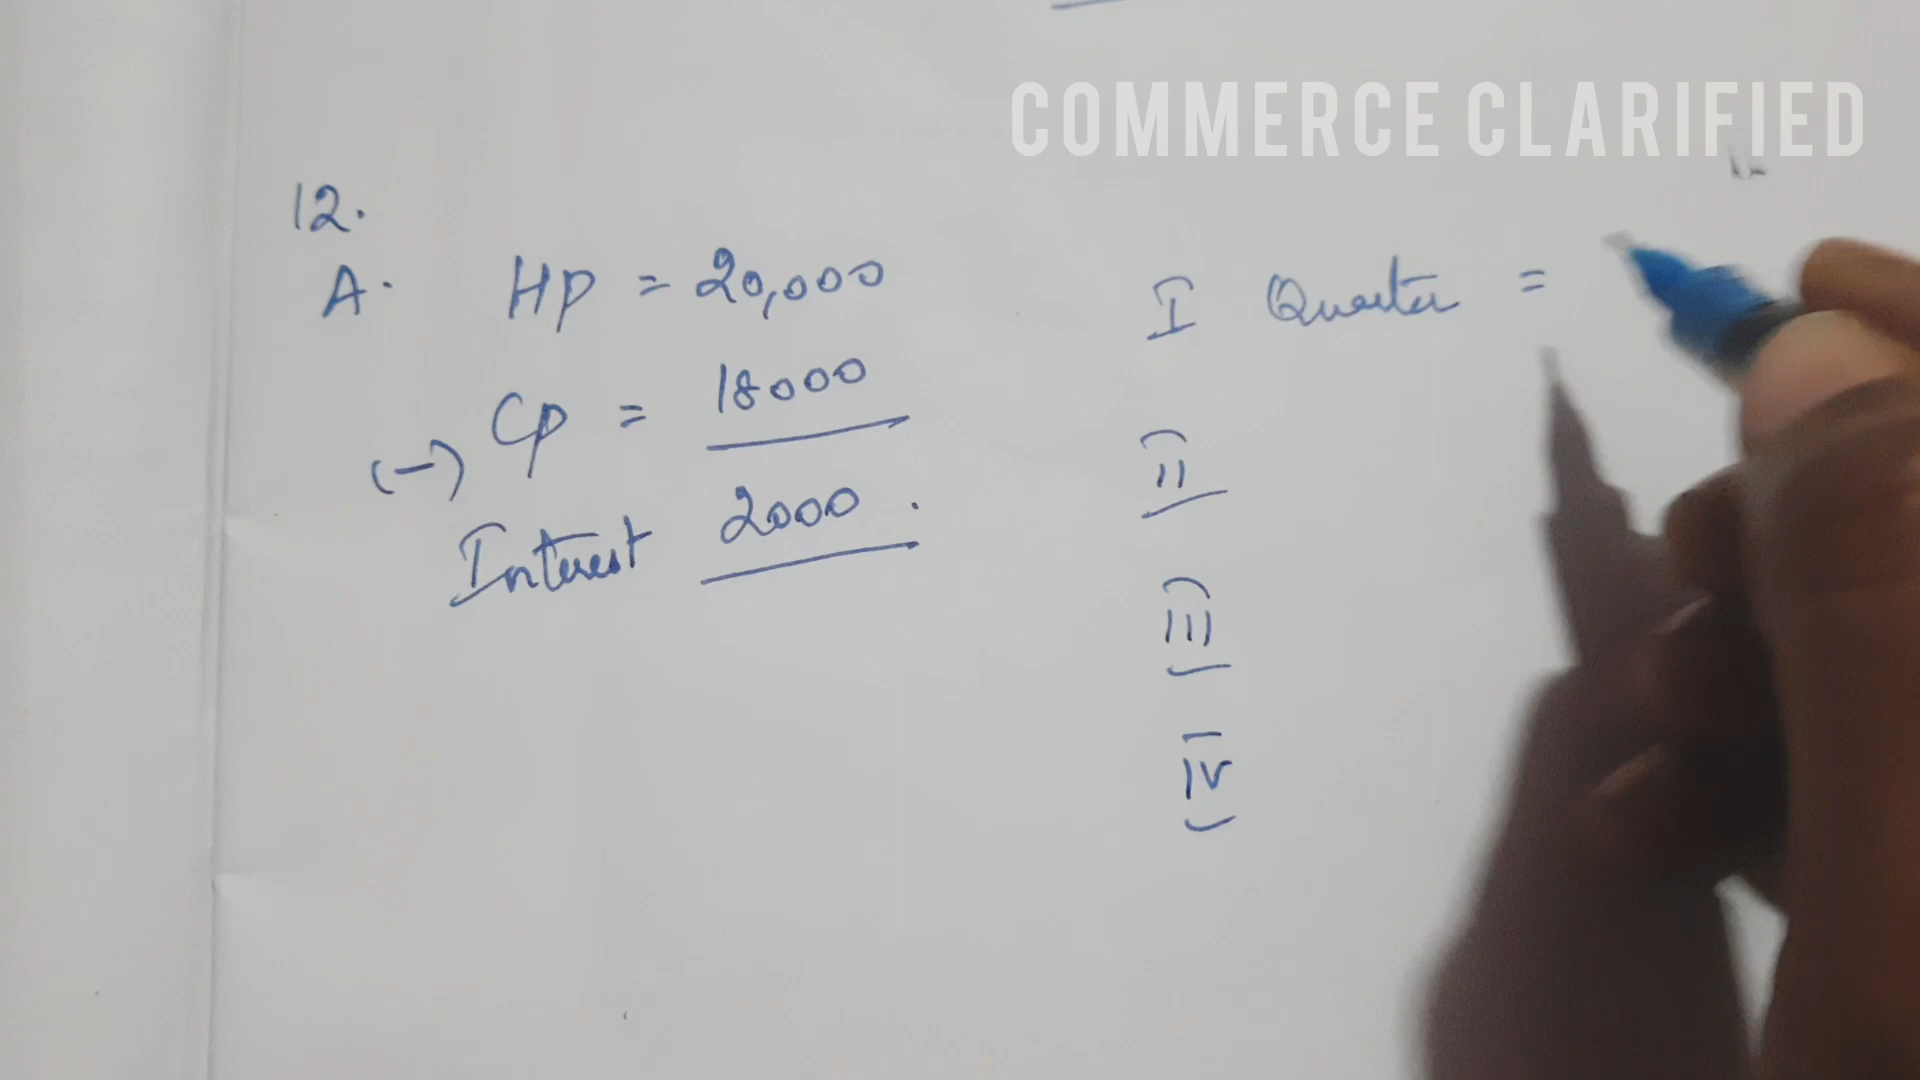 COMMERCE CLARIFIED
12.
A. HP = 20,000
(-) CP = 18000
Interest 2000.
I Quarter =
II
III
IV